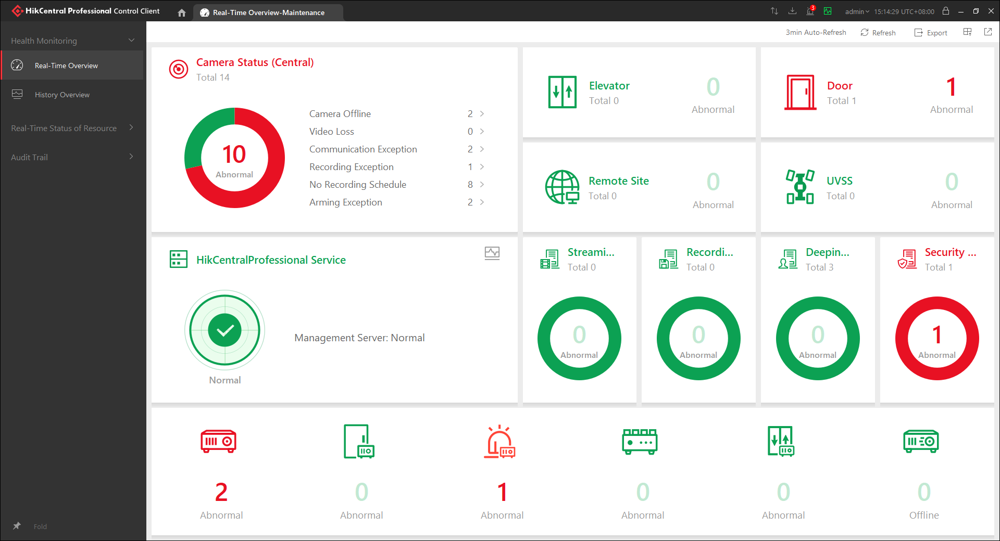 HikCentral Professional Control Client
Real-Time Overview-Maintenance
3
admin
15:14:29 UTC+08:00
Health Monitoring
Real-Time Overview
History Overview
Real-Time Status of Resource
Audit Trail
Fold
3min Auto-Refresh
Refresh
Export
Camera Status (Central)
Total 14
10
Abnormal
Camera Offline 2
Video Loss 0
Communication Exception 2
Recording Exception 1
No Recording Schedule 8
Arming Exception 2
Elevator
Total 0
0
Abnormal
Door
Total 1
1
Abnormal
Remote Site
Total 0
0
Abnormal
UVSS
Total 0
0
Abnormal
HikCentralProfessional Service
Normal
Management Server: Normal
Streami...
Total 0
0
Abnormal
Recordi...
Total 0
0
Abnormal
Deepin...
Total 3
0
Abnormal
Security ...
Total 1
1
Abnormal
2
Abnormal
0
Abnormal
1
Abnormal
0
Abnormal
0
Abnormal
0
Offline